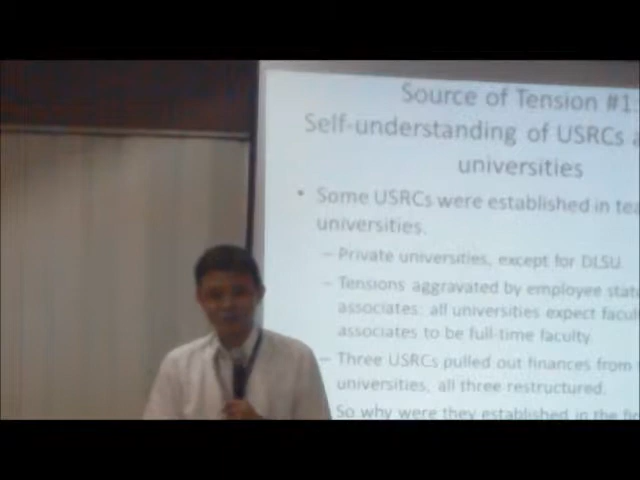 Source of Tension #1:
Self-understanding of USRCs
universities
• Some USRCs were established in
universities.
– Private universities, except for DLSU.
– Tensions aggravated by employee
associates: all universities expect
associates to be full-time faculty
– Three USRCs pulled out finances from
universities, all three restructured.
So why were they established in the